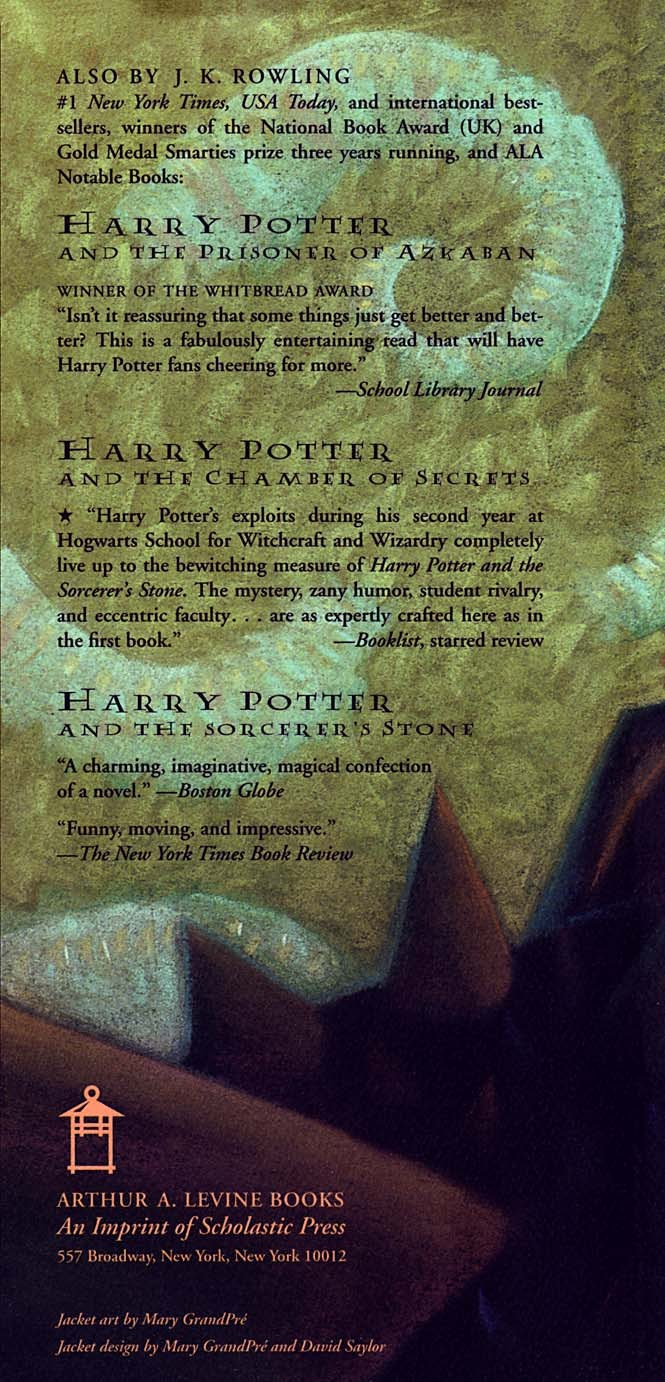 ALSO BY J. K. ROWLING
#1 New York Times, USA Today, and international best-
sellers, winners of the National Book Award (UK) and
Gold Medal Smarties prize three years running, and ALA
Notable Books:
HARRY POTTER
AND THE PRISONER OF AZKABAN
WINNER OF THE WHITBREAD AWARD
“Isn’t it reassuring that some things just get better and bet-
ter? This is a fabulously entertaining read that will have
Harry Potter fans cheering for more.”
—School Library Journal
HARRY POTTER
AND THE CHAMBER OF SECRETS
★ “Harry Potter’s exploits during his second year at
Hogwarts School for Witchcraft and Wizardry completely
live up to the bewitching measure of Harry Potter and the
Sorcerer’s Stone. The mystery, zany humor, student rivalry,
and eccentric faculty. . . are as expertly crafted here as in
the first book.” —Booklist, starred review
HARRY POTTER
AND THE SORCERER’S STONE
“A charming, imaginative, magical confection
of a novel.” —Boston Globe
“Funny, moving, and impressive.”
—The New York Times Book Review
ARTHUR A. LEVINE BOOKS
An Imprint of Scholastic Press
557 Broadway, New York, New York 10012
Jacket art by Mary GrandPré
Jacket design by Mary GrandPré and David Saylor